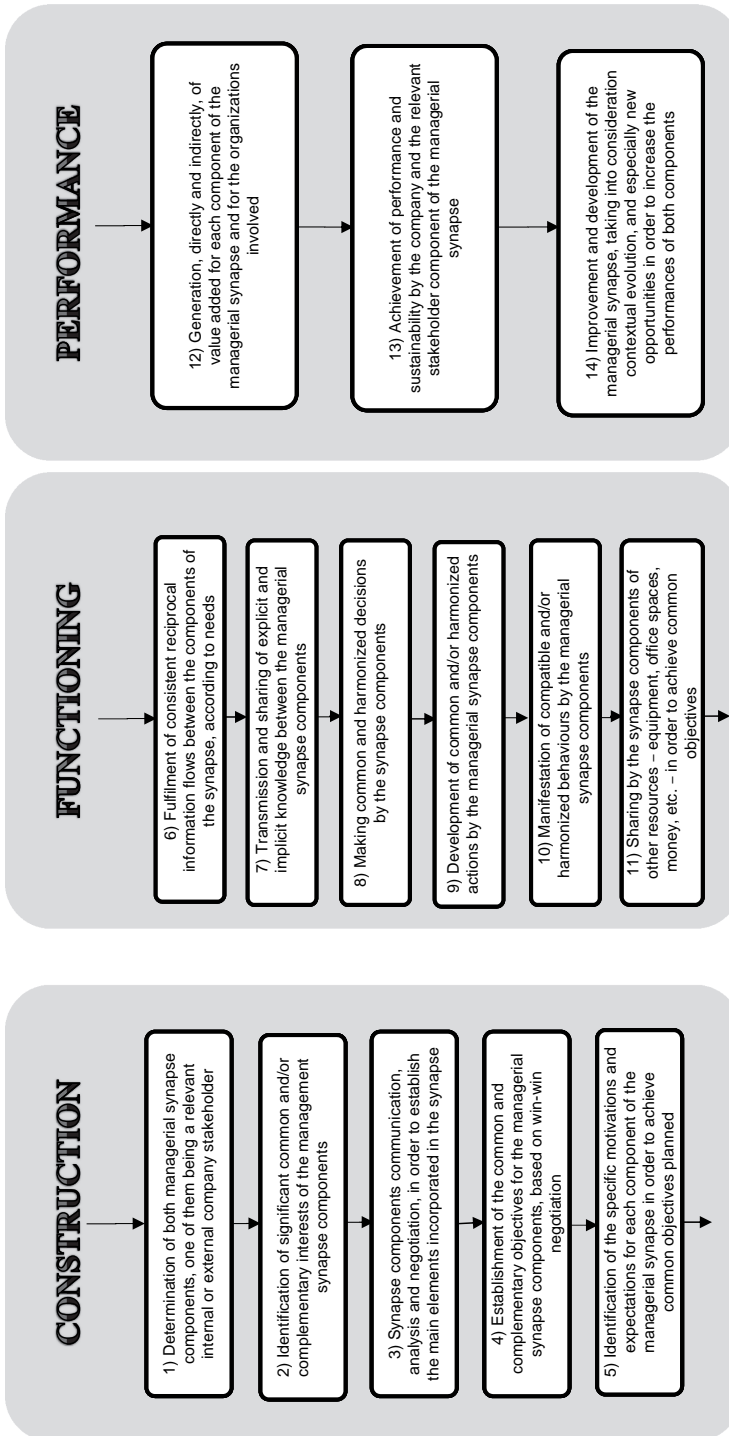 CONSTRUCTION
1) Determination of both managerial synapse
components, one of them being a relevant
internal or external company stakeholder
2) Identification of significant common and/or
complementary interests of the management
synapse components
3) Synapse components communication,
analysis and negotiation, in order to establish
the main elements incorporated in the synapse
4) Establishment of the common and
complementary objectives for the managerial
synapse components, based on win-win
negotiation
5) Identification of the specific motivations and
expectations for each component of the
managerial synapse in order to achieve
common objectives planned
FUNCTIONING
6) Fulfilment of consistent reciprocal
information flows between the components of
the synapse, according to needs
7) Transmission and sharing of explicit and
implicit knowledge between the managerial
synapse components
8) Making common and harmonized decisions
by the synapse components
9) Development of common and/or harmonized
actions by the managerial synapse components
10) Manifestation of compatible and/or
harmonized behaviours by the managerial
synapse components
11) Sharing by the synapse components of
other resources – equipment, office spaces,
money, etc. – in order to achieve common
objectives
PERFORMANCE
12) Generation, directly and indirectly, of
value added for each component of the
managerial synapse and for the organizations
involved
13) Achievement of performance and
sustainability by the company and the relevant
stakeholder component of the managerial
synapse
14) Improvement and development of the
managerial synapse, taking into consideration
contextual evolution, and especially new
opportunities in order to increase the
performances of both components